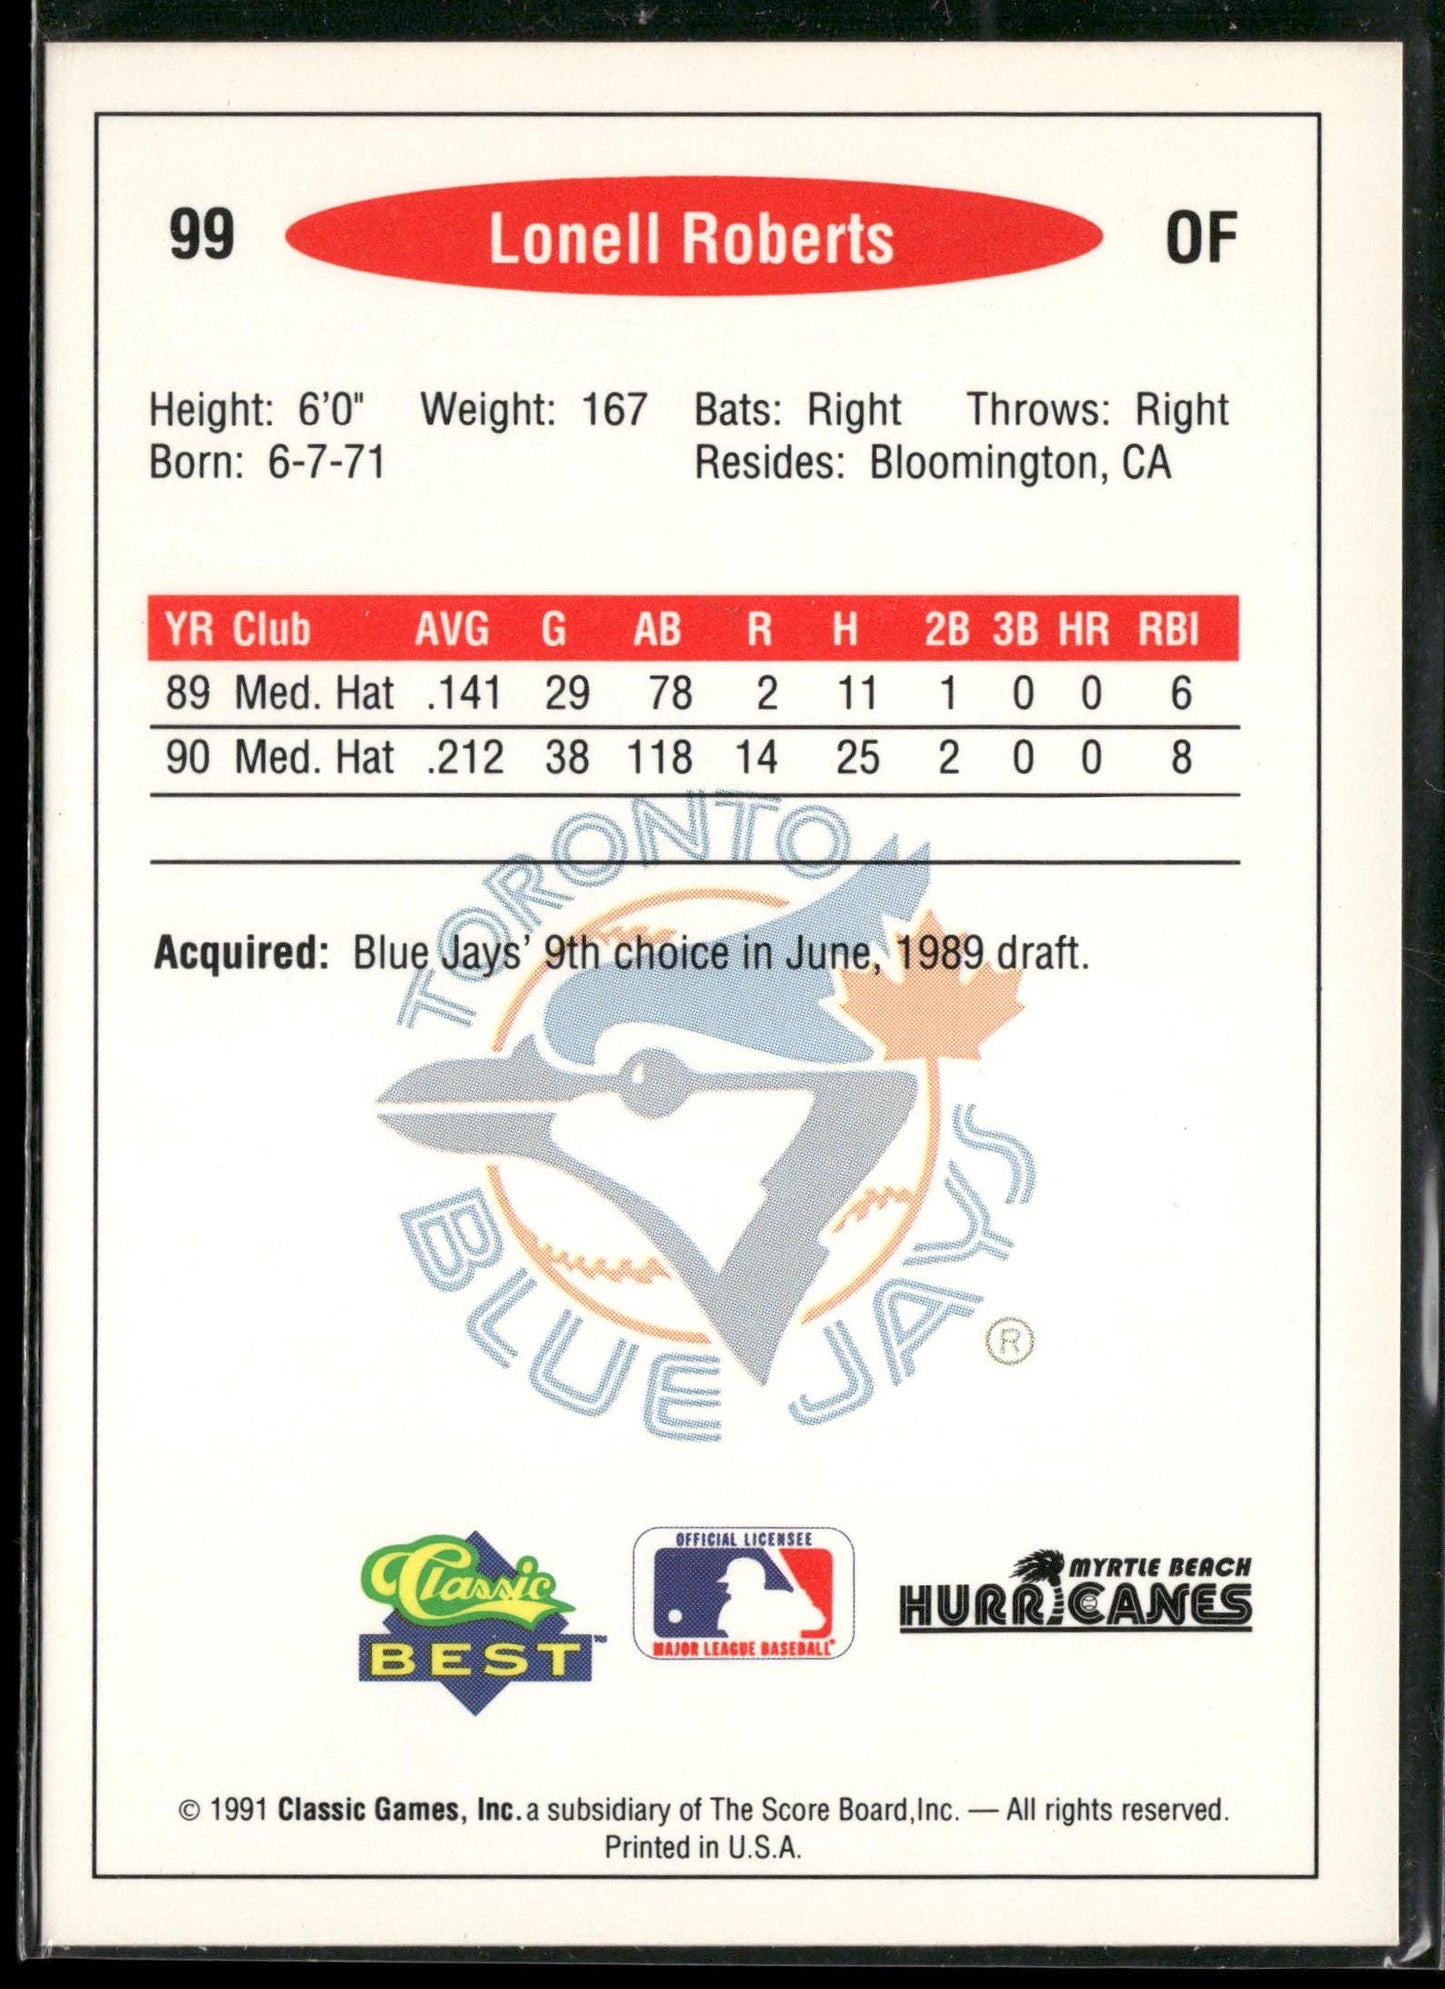 99 Lonell Roberts OF
Height: 6'0" Weight: 167 Bats: Right Throws: Right
Born: 6-7-71 Resides: Bloomington, CA
YR Club AVG G AB R H 2B 3B HR RBI
89 Med. Hat .141 29 78 2 11 1 0 0 6
90 Med. Hat .212 38 118 14 25 2 0 0 8
TORONTO
Acquired: Blue Jays' 9th choice in June, 1989 draft.
BLUE JAYS ®
Classic
BEST™
OFFICIAL LICENSEE
MAJOR LEAGUE BASEBALL
MYRTLE BEACH
HURRICANES
© 1991 Classic Games, Inc. a subsidiary of The Score Board,Inc. — All rights reserved.
Printed in U.S.A.